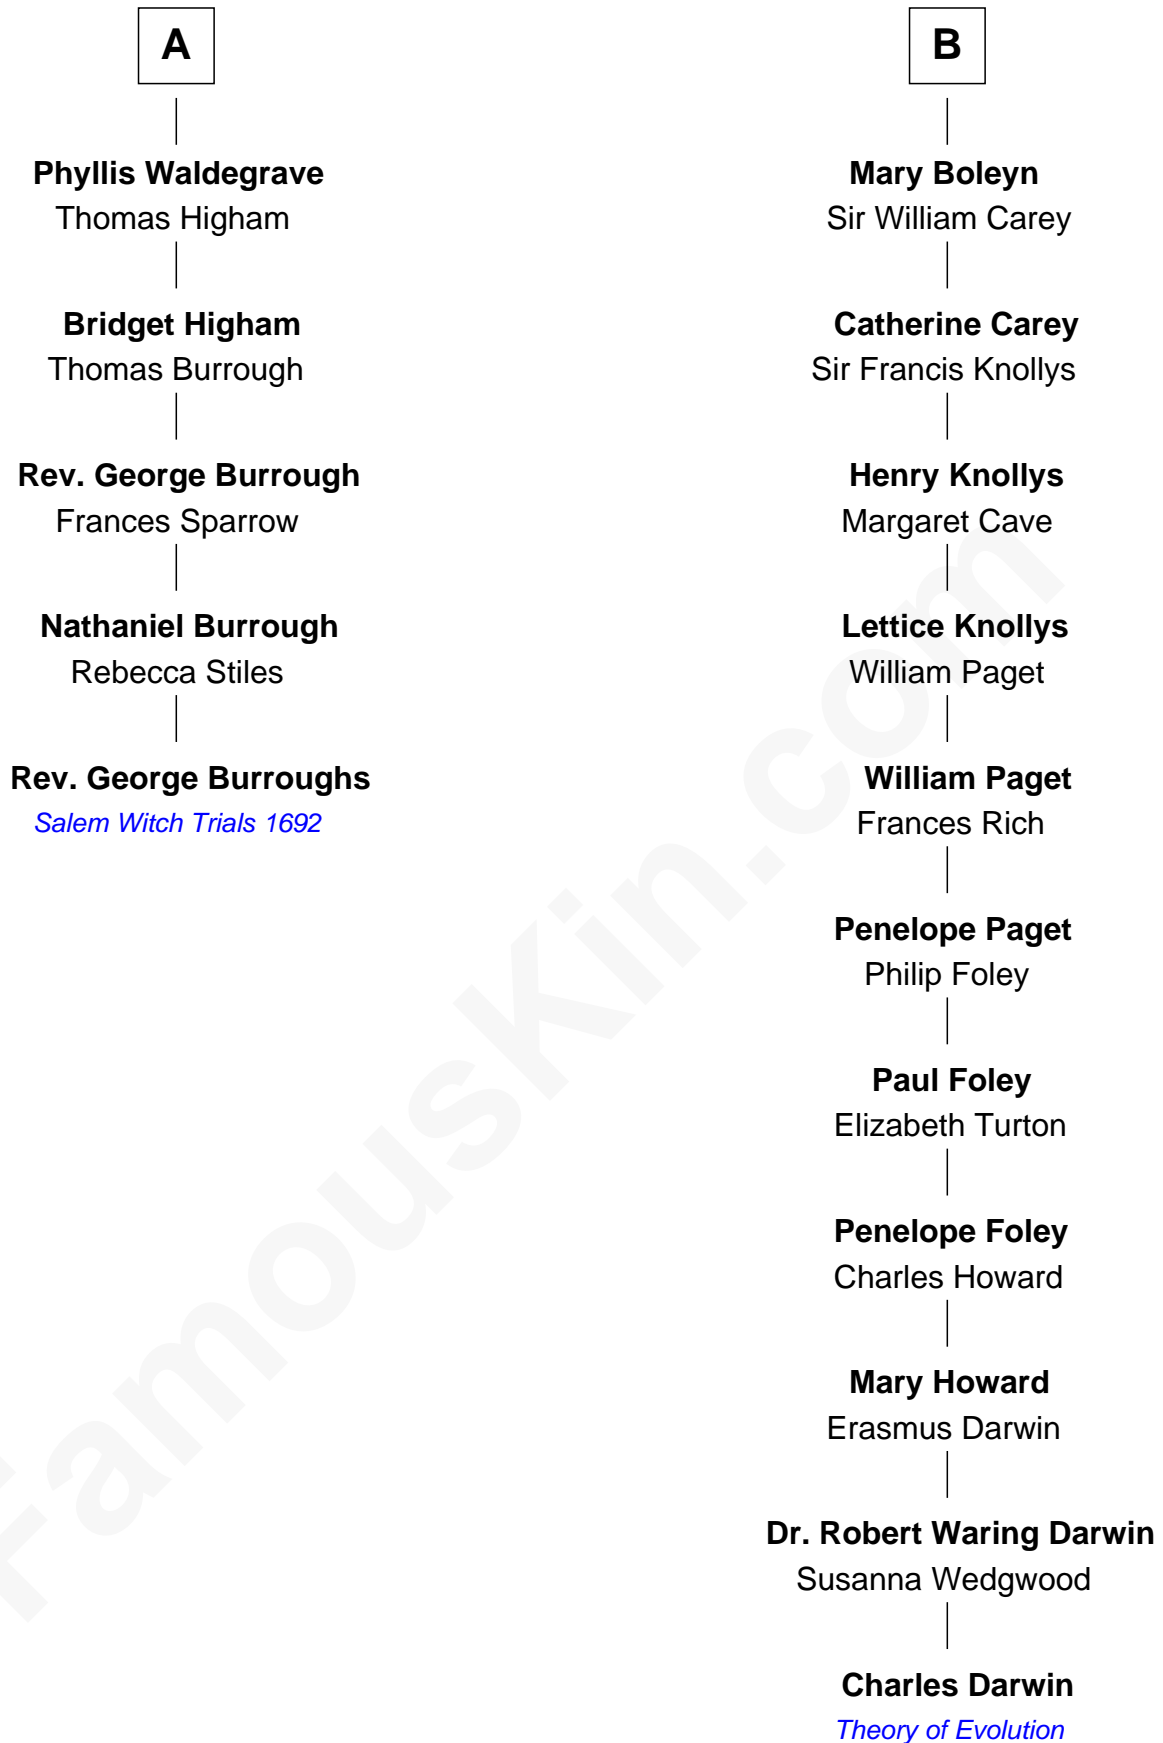 A
Phyllis Waldegrave
Thomas Higham
Bridget Higham
Thomas Burrough
Rev. George Burrough
Frances Sparrow
Nathaniel Burrough
Rebecca Stiles
Rev. George Burroughs
Salem Witch Trials 1692
B
Mary Boleyn
Sir William Carey
Catherine Carey
Sir Francis Knollys
Henry Knollys
Margaret Cave
Lettice Knollys
William Paget
William Paget
Frances Rich
Penelope Paget
Philip Foley
Paul Foley
Elizabeth Turton
Penelope Foley
Charles Howard
Mary Howard
Erasmus Darwin
Dr. Robert Waring Darwin
Susanna Wedgwood
Charles Darwin
Theory of Evolution
FamousKin.com